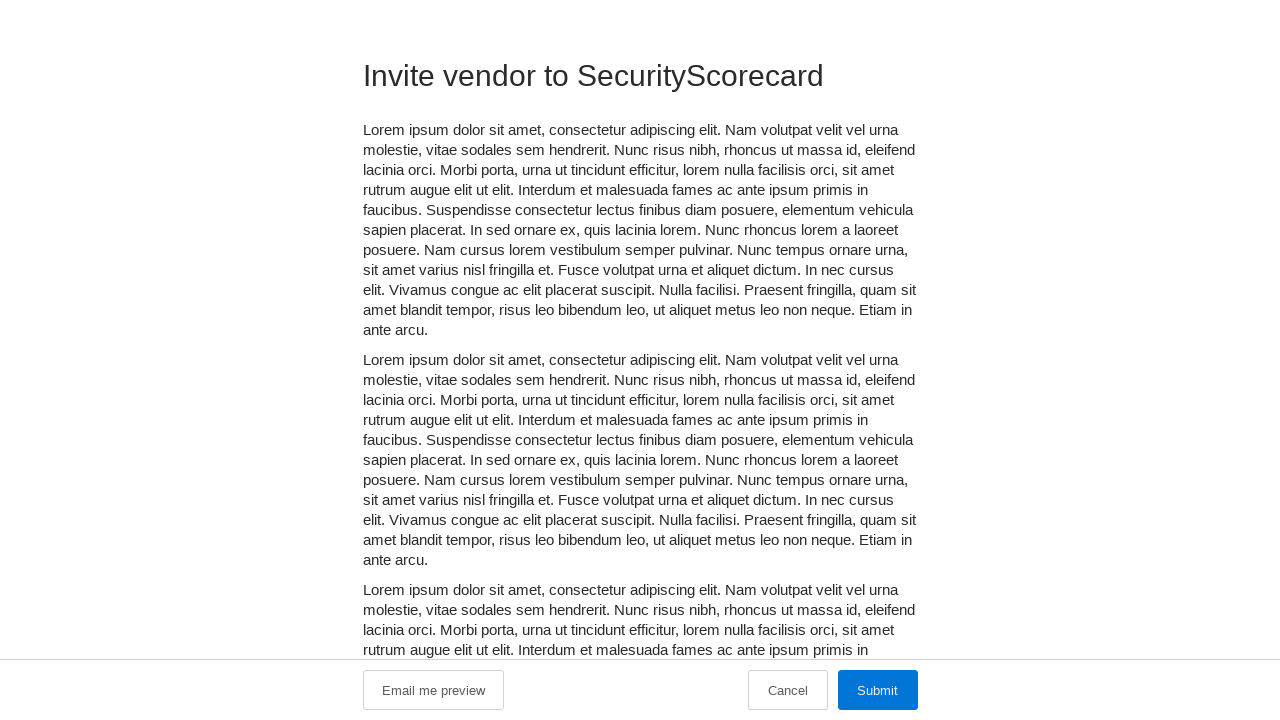 Invite vendor to SecurityScorecard
Lorem ipsum dolor sit amet, consectetur adipiscing elit. Nam volutpat velit vel urna
molestie, vitae sodales sem hendrerit. Nunc risus nibh, rhoncus ut massa id, eleifend
lacinia orci. Morbi porta, urna ut tincidunt efficitur, lorem nulla facilisis orci, sit amet
rutrum augue elit ut elit. Interdum et malesuada fames ac ante ipsum primis in
faucibus. Suspendisse consectetur lectus finibus diam posuere, elementum vehicula
sapien placerat. In sed ornare ex, quis lacinia lorem. Nunc rhoncus lorem a laoreet
posuere. Nam cursus lorem vestibulum semper pulvinar. Nunc tempus ornare urna,
sit amet varius nisl fringilla et. Fusce volutpat urna et aliquet dictum. In nec cursus
elit. Vivamus congue ac elit placerat suscipit. Nulla facilisi. Praesent fringilla, quam sit
amet blandit tempor, risus leo bibendum leo, ut aliquet metus leo non neque. Etiam in
ante arcu.
Lorem ipsum dolor sit amet, consectetur adipiscing elit. Nam volutpat velit vel urna
molestie, vitae sodales sem hendrerit. Nunc risus nibh, rhoncus ut massa id, eleifend
lacinia orci. Morbi porta, urna ut tincidunt efficitur, lorem nulla facilisis orci, sit amet
rutrum augue elit ut elit. Interdum et malesuada fames ac ante ipsum primis in
faucibus. Suspendisse consectetur lectus finibus diam posuere, elementum vehicula
sapien placerat. In sed ornare ex, quis lacinia lorem. Nunc rhoncus lorem a laoreet
posuere. Nam cursus lorem vestibulum semper pulvinar. Nunc tempus ornare urna,
sit amet varius nisl fringilla et. Fusce volutpat urna et aliquet dictum. In nec cursus
elit. Vivamus congue ac elit placerat suscipit. Nulla facilisi. Praesent fringilla, quam sit
amet blandit tempor, risus leo bibendum leo, ut aliquet metus leo non neque. Etiam in
ante arcu.
Lorem ipsum dolor sit amet, consectetur adipiscing elit. Nam volutpat velit vel urna
molestie, vitae sodales sem hendrerit. Nunc risus nibh, rhoncus ut massa id, eleifend
lacinia orci. Morbi porta, urna ut tincidunt efficitur, lorem nulla facilisis orci, sit amet
rutrum augue elit ut elit. Interdum et malesuada fames ac ante ipsum primis in
Email me preview
Cancel
Submit